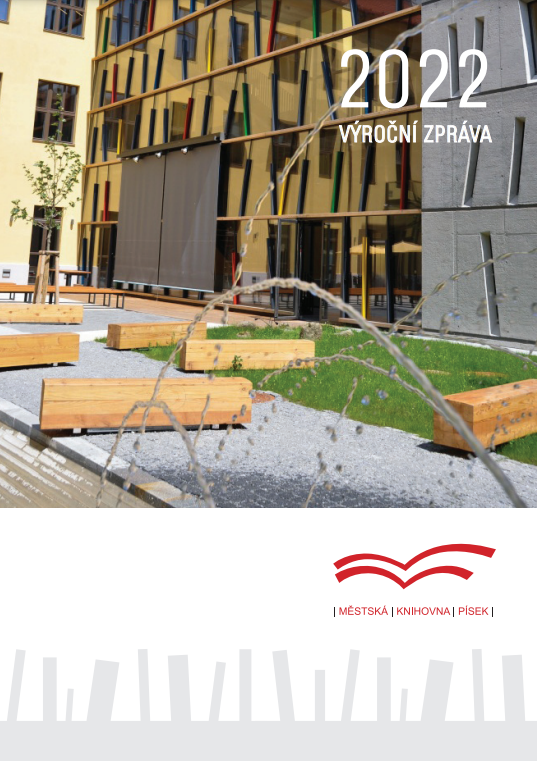 2022
VÝROČNÍ ZPRÁVA
| MĚSTSKÁ | KNIHOVNA | PÍSEK |